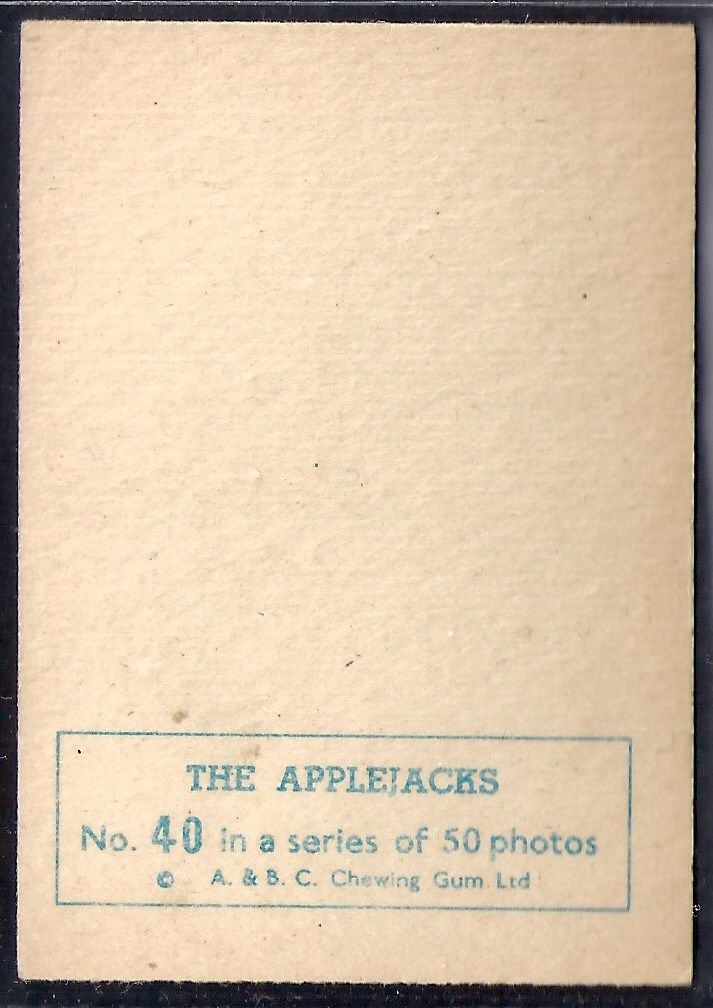 THE APPLEJACKS
No. 40 in a series of 50 photos
© A. & B. C. Chewing Gum Ltd